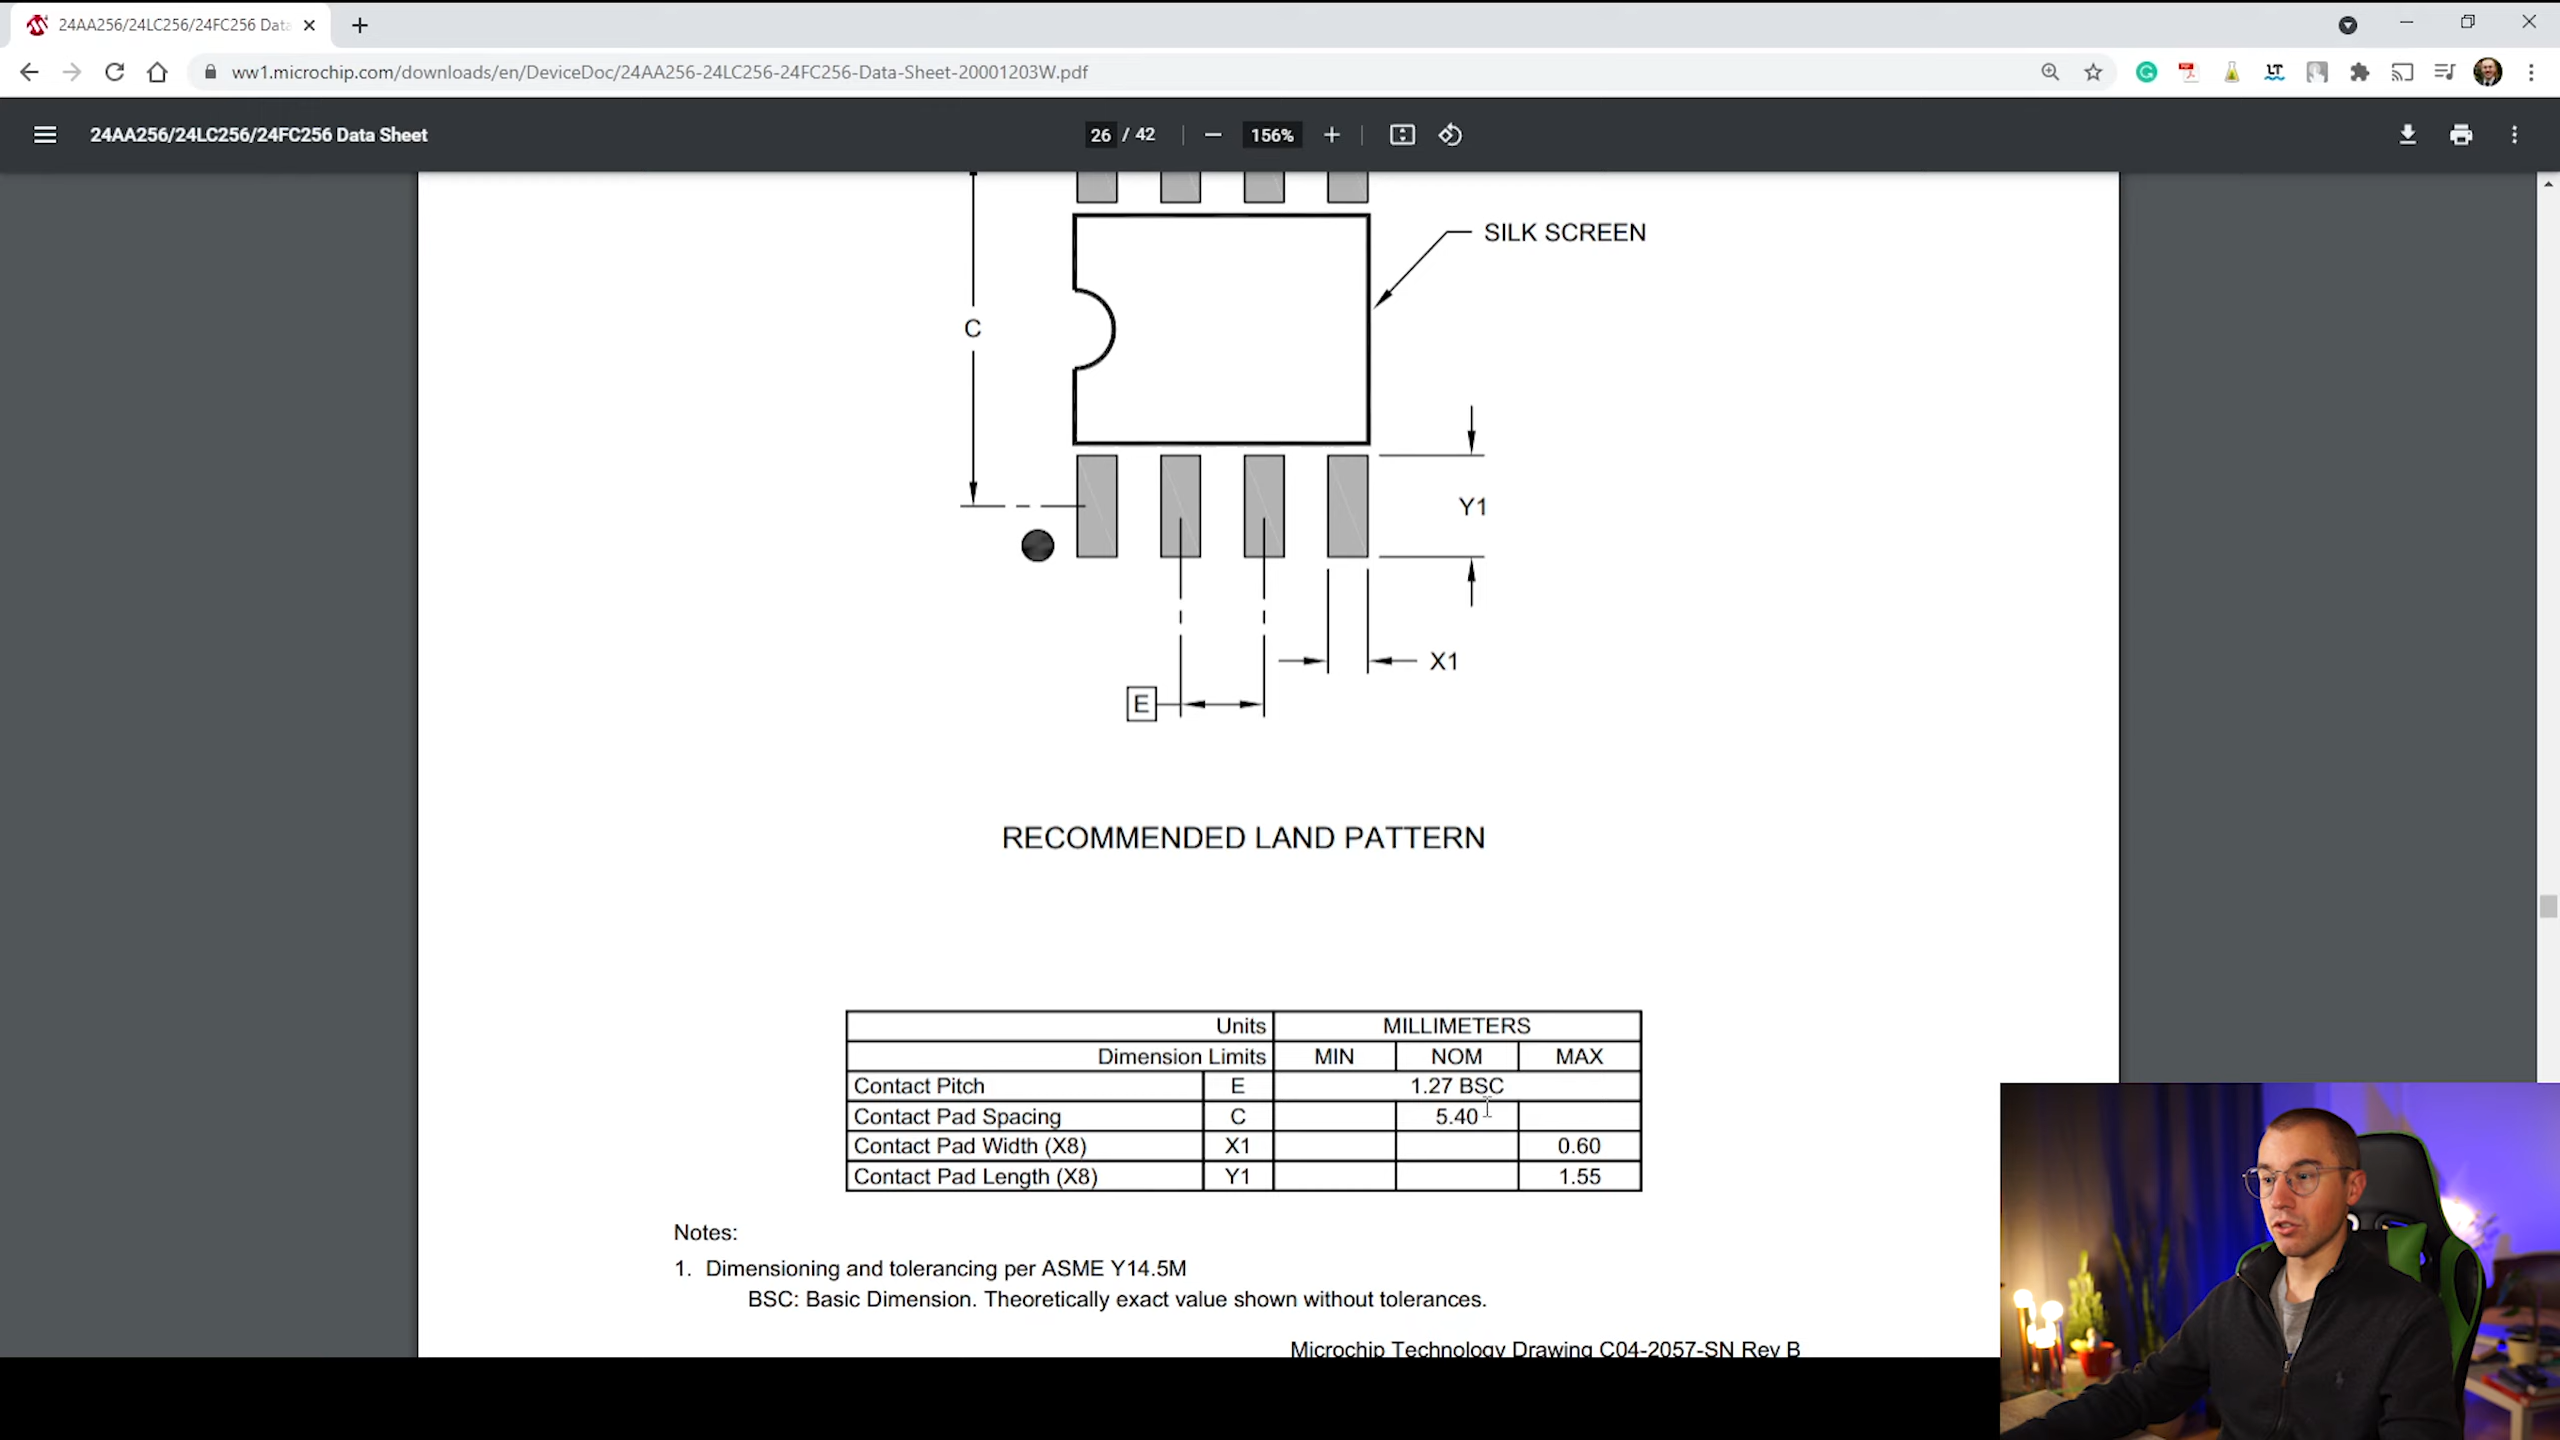 24AA256/24LC256/24FC256 Data
ww1.microchip.com/downloads/en/DeviceDoc/24AA256-24LC256-24FC256-Data-Sheet-20001203W.pdf
24AA256/24LC256/24FC256 Data Sheet
26 / 42
156%
SILK SCREEN
C
Y1
X1
E
RECOMMENDED LAND PATTERN
Units MILLIMETERS
Dimension Limits MIN NOM MAX
Contact Pitch E 1.27 BSC
Contact Pad Spacing C 5.40
Contact Pad Width (X8) X1 0.60
Contact Pad Length (X8) Y1 1.55
Notes:
1. Dimensioning and tolerancing per ASME Y14.5M
BSC: Basic Dimension. Theoretically exact value shown without tolerances.
Microchip Technology Drawing C04-2057-SN Rev B